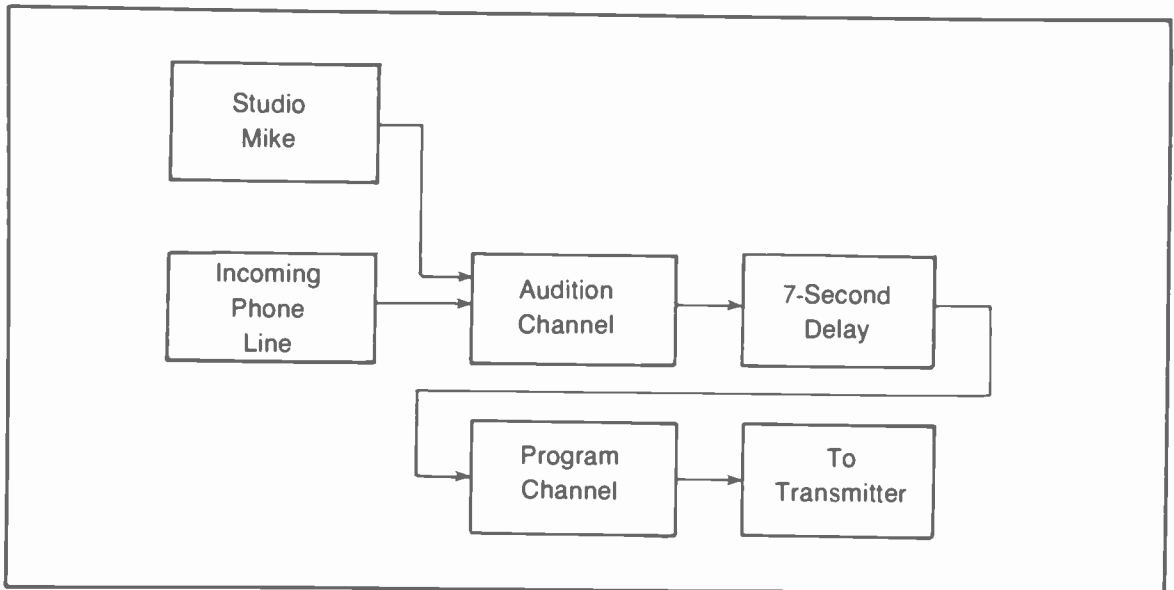 Studio
Mike
Incoming
Phone
Line
Audition
Channel
7-Second
Delay
Program
Channel
To
Transmitter